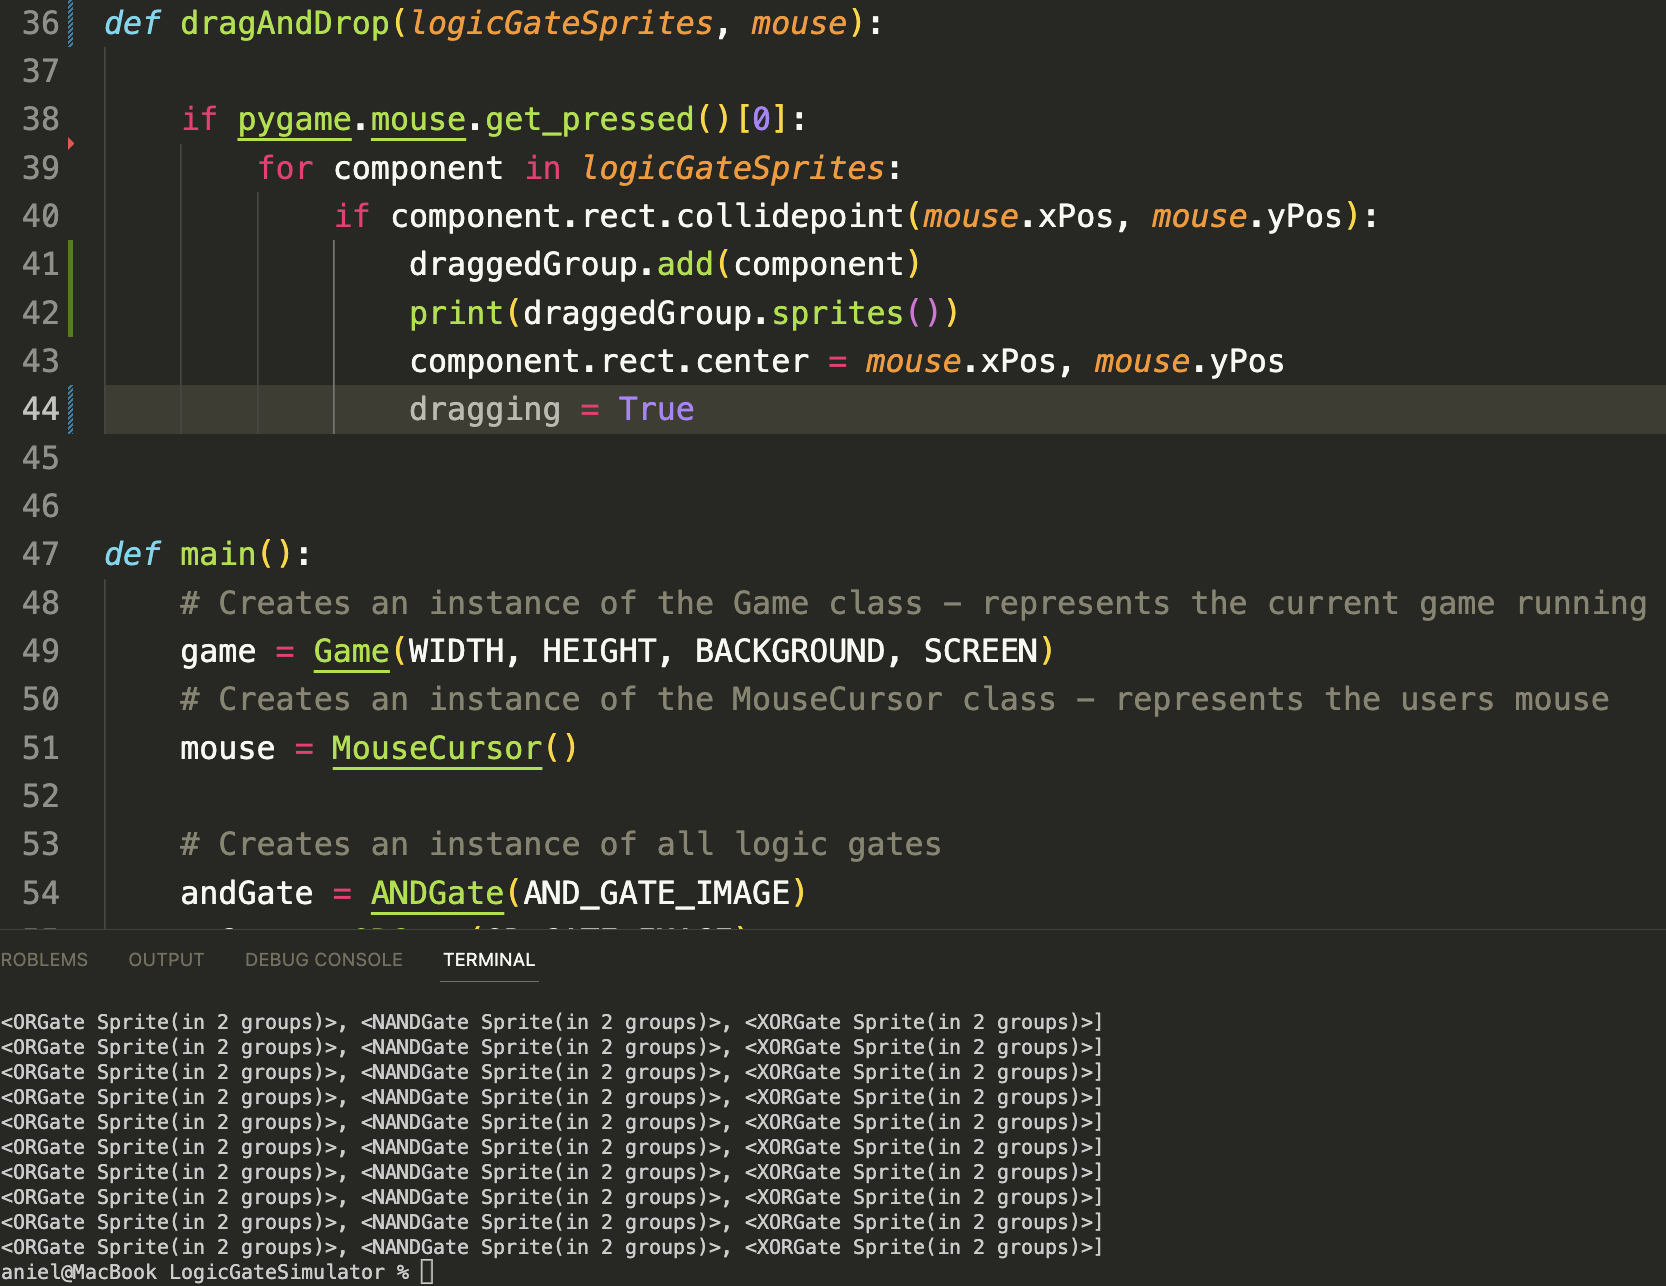 36 def dragAndDrop(logicGateSprites, mouse):
37
38 if pygame.mouse.get_pressed()[0]:
39 for component in logicGateSprites:
40 if component.rect.collidepoint(mouse.xPos, mouse.yPos):
41 draggedGroup.add(component)
42 print(draggedGroup.sprites())
43 component.rect.center = mouse.xPos, mouse.yPos
44 dragging = True
45
46
47 def main():
48 # Creates an instance of the Game class – represents the current game running
49 game = Game(WIDTH, HEIGHT, BACKGROUND, SCREEN)
50 # Creates an instance of the MouseCursor class – represents the users mouse
51 mouse = MouseCursor()
52
53 # Creates an instance of all logic gates
54 andGate = ANDGate(AND_GATE_IMAGE)
ROBLEMS OUTPUT DEBUG CONSOLE TERMINAL
<ORGate Sprite(in 2 groups)>, <NANDGate Sprite(in 2 groups)>, <XORGate Sprite(in 2 groups)>]
<ORGate Sprite(in 2 groups)>, <NANDGate Sprite(in 2 groups)>, <XORGate Sprite(in 2 groups)>]
<ORGate Sprite(in 2 groups)>, <NANDGate Sprite(in 2 groups)>, <XORGate Sprite(in 2 groups)>]
<ORGate Sprite(in 2 groups)>, <NANDGate Sprite(in 2 groups)>, <XORGate Sprite(in 2 groups)>]
<ORGate Sprite(in 2 groups)>, <NANDGate Sprite(in 2 groups)>, <XORGate Sprite(in 2 groups)>]
<ORGate Sprite(in 2 groups)>, <NANDGate Sprite(in 2 groups)>, <XORGate Sprite(in 2 groups)>]
<ORGate Sprite(in 2 groups)>, <NANDGate Sprite(in 2 groups)>, <XORGate Sprite(in 2 groups)>]
<ORGate Sprite(in 2 groups)>, <NANDGate Sprite(in 2 groups)>, <XORGate Sprite(in 2 groups)>]
<ORGate Sprite(in 2 groups)>, <NANDGate Sprite(in 2 groups)>, <XORGate Sprite(in 2 groups)>]
<ORGate Sprite(in 2 groups)>, <NANDGate Sprite(in 2 groups)>, <XORGate Sprite(in 2 groups)>]
aniel@MacBook LogicGateSimulator %